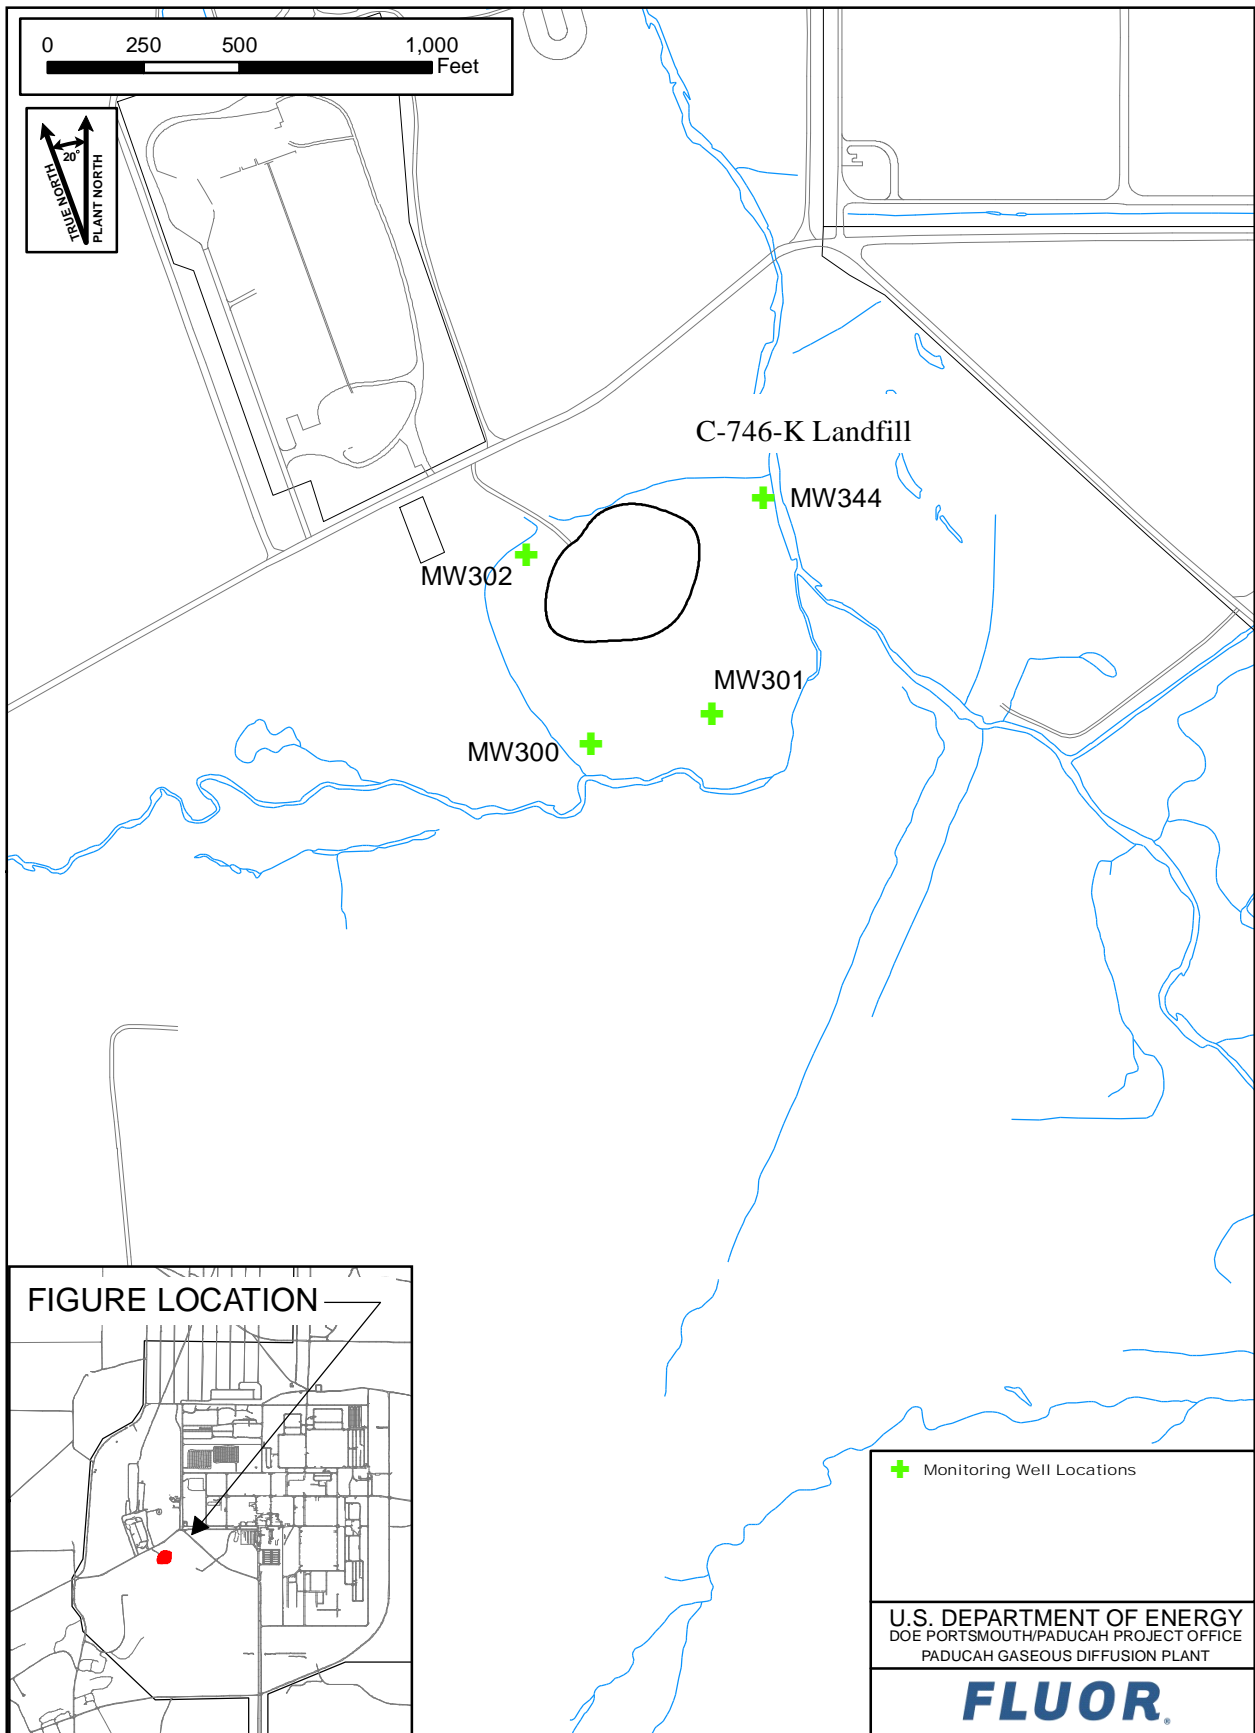 0 250 500 1,000
Feet
20°
TRUE NORTH
PLANT NORTH
C-746-K Landfill
MW344
MW302
MW301
MW300
FIGURE LOCATION
Monitoring Well Locations
U.S. DEPARTMENT OF ENERGY
DOE PORTSMOUTH/PADUCAH PROJECT OFFICE
PADUCAH GASEOUS DIFFUSION PLANT
FLUOR®